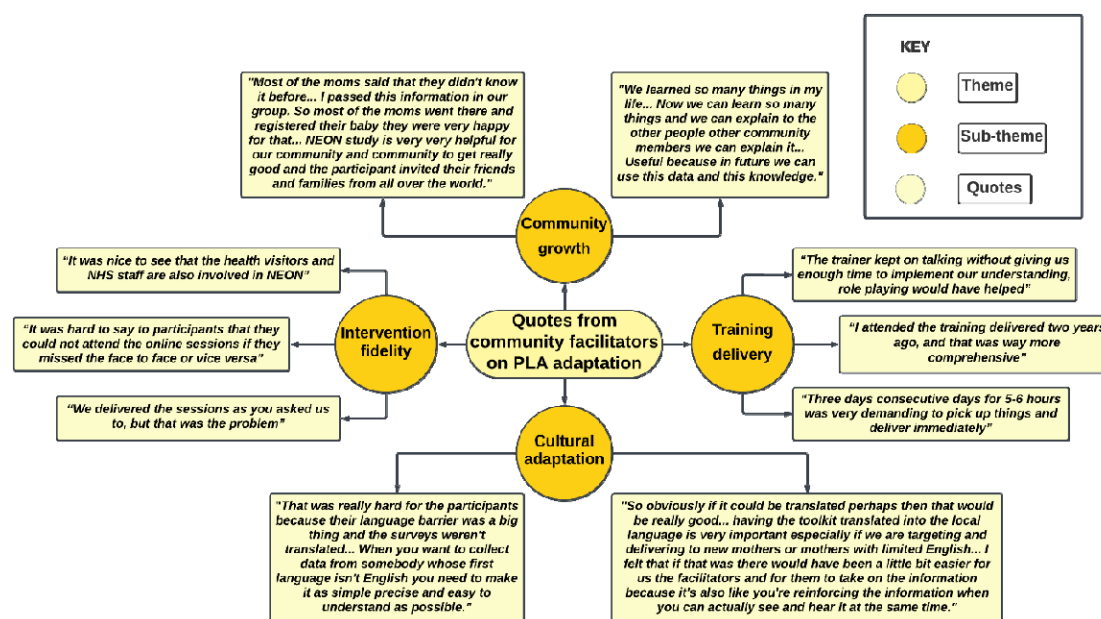 "Most of the moms said that they didn't know
it before... I passed this information in our
group. So most of the moms went there and
registered their baby they were very happy
for that... NEON study is very very helpful for
our community and community to get really
good and the participant invited their friends
and families from all over the world."
"We learned so many things in my
life... Now we can learn so many
things and we can explain to the
other people other community
members we can explain it...
Useful because in future we can
use this data and this knowledge."
KEY
Theme
Sub-theme
Quotes
Community
growth
“It was nice to see that the health visitors and
NHS staff are also involved in NEON”
“It was hard to say to participants that they
could not attend the online sessions if they
missed the face to face or vice versa”
“We delivered the sessions as you asked us
to, but that was the problem”
Intervention
fidelity
Quotes from
community facilitators
on PLA adaptation
Training
delivery
“The trainer kept on talking without giving us
enough time to implement our understanding,
role playing would have helped”
“I attended the training delivered two years
ago, and that was way more
comprehensive”
“Three days consecutive days for 5-6 hours
was very demanding to pick up things and
deliver immediately”
Cultural
adaptation
"That was really hard for the participants
because their language barrier was a big
thing and the surveys weren't
translated... When you want to collect
data from somebody whose first
language isn't English you need to make
it as simple precise and easy to
understand as possible."
"So obviously if it could be translated perhaps then that would
be really good... having the toolkit translated into the local
language is very important especially if we are targeting and
delivering to new mothers or mothers with limited English... I
felt that if that was there would have been a little bit easier for
us the facilitators and for them to take on the information
because it's also like you're reinforcing the information when
you can actually see and hear it at the same time."